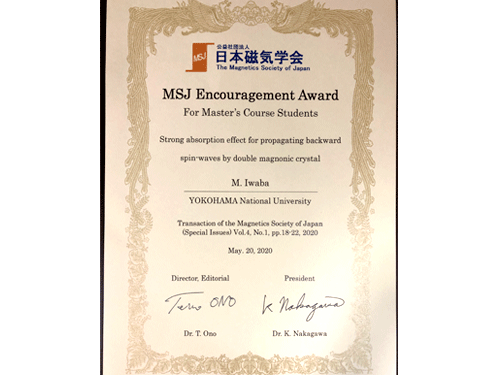 MSJ
公益社団法人
日本磁気学会
The Magnetics Society of Japan
MSJ Encouragement Award
For Master's Course Students
Strong absorption effect for propagating backward
spin-waves by double magnonic crystal
M. Iwaba
YOKOHAMA National University
Transaction of the Magnetics Society of Japan
(Special Issues) Vol.4, No.1, pp.18-22, 2020
May. 20, 2020
Director, Editorial President
Teruo ONO K. Nakagawa
Dr. T. Ono Dr. K. Nakagawa